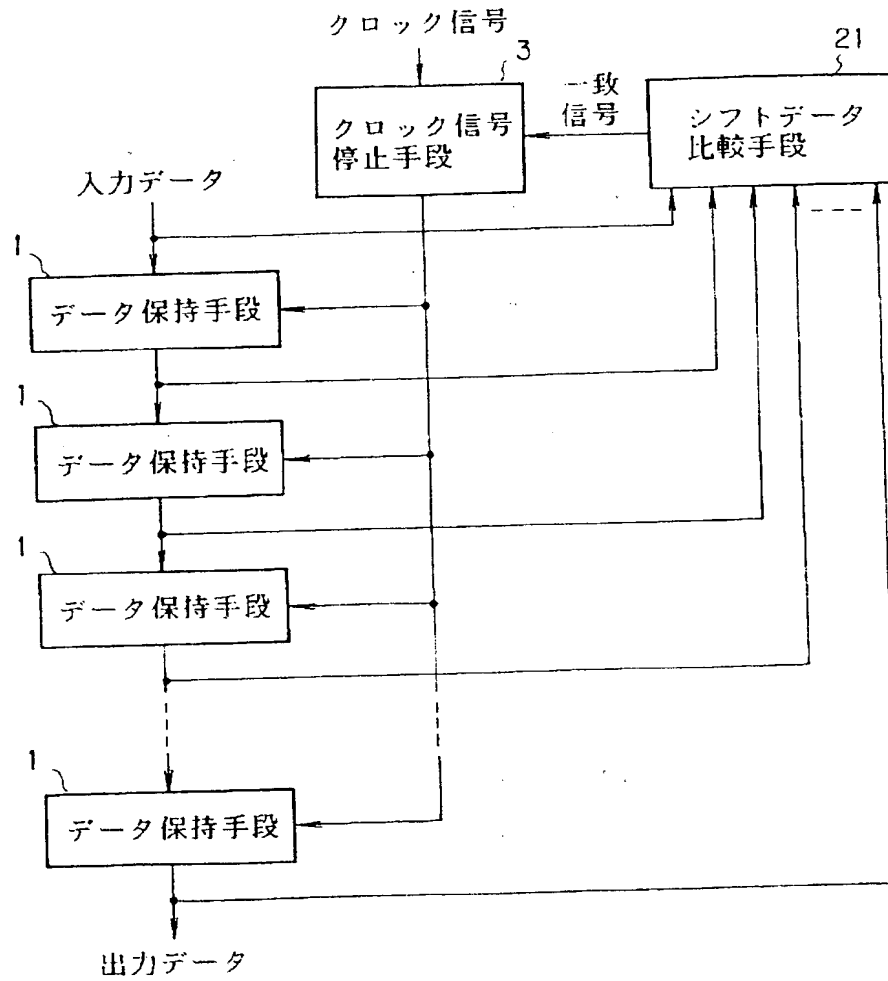 クロック信号
3
21
クロック信号
停止手段
一致
信号
シフトデータ
比較手段
入力データ
1
データ保持手段
1
データ保持手段
1
データ保持手段
1
データ保持手段
出力データ